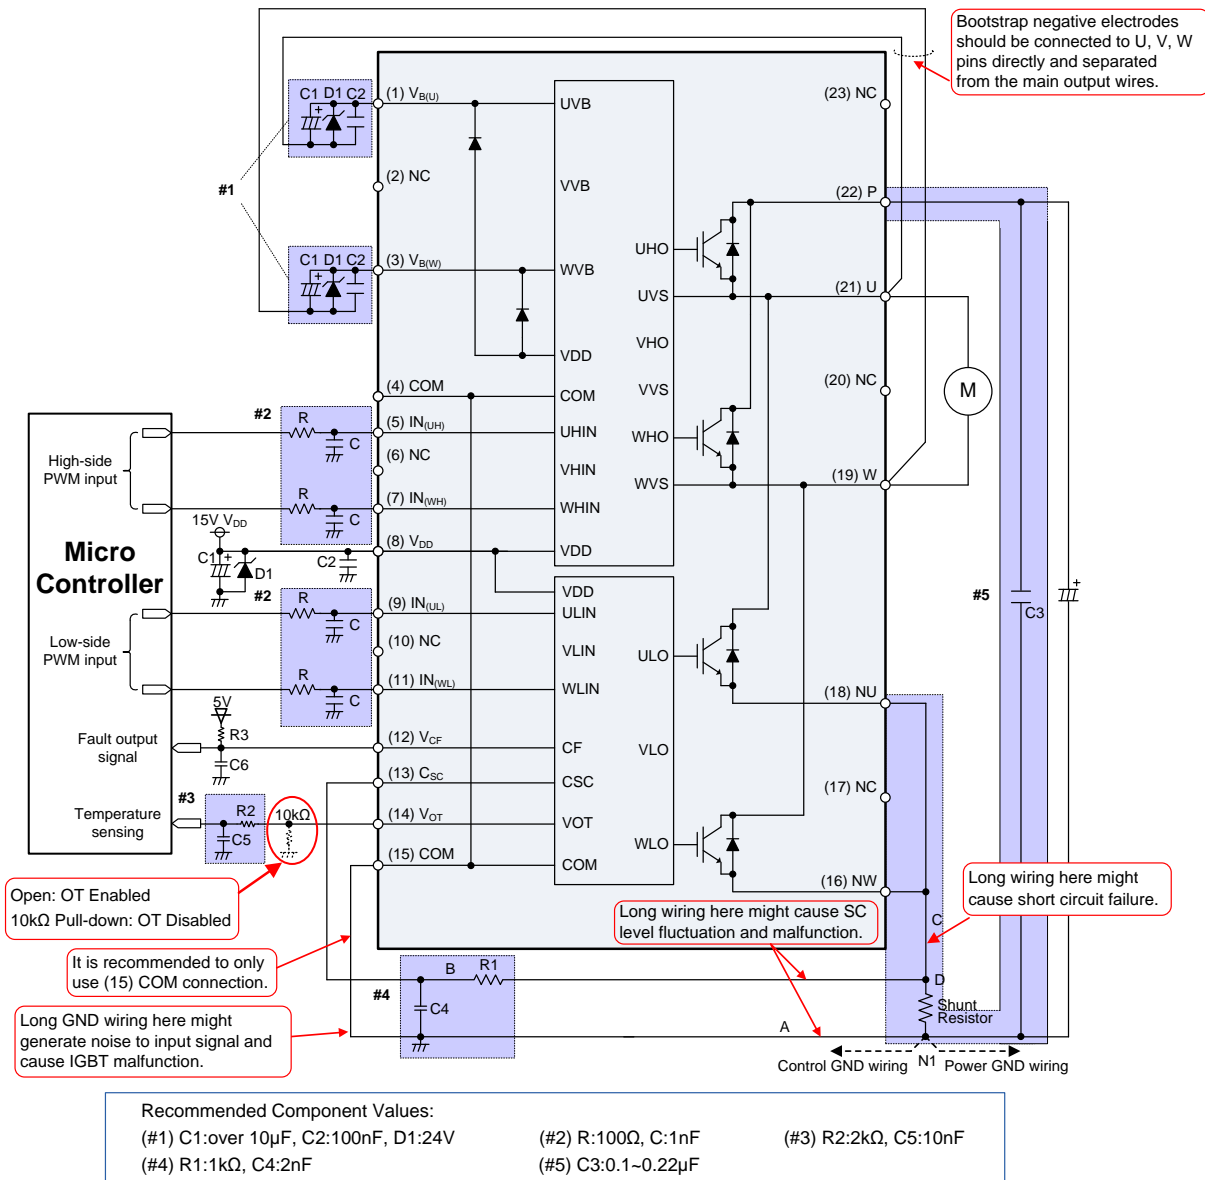 Bootstrap negative electrodes
should be connected to U, V, W
pins directly and separated
from the main output wires.
C1 D1 C2
(1) VB(U)
UVB
(23) NC
#1
(2) NC
VVB
(22) P
C1 D1 C2
(3) VB(W)
WVB
UHO
UVS
(21) U
VDD
VHO
(4) COM
COM
VVS
(20) NC
M
#2
R
C
(5) IN(UH)
UHIN
WHO
High-side
PWM input
(6) NC
VHIN
WVS
(19) W
R
C
(7) IN(WH)
WHIN
15V VDD
(8) VDD
VDD
Micro
Controller
C1
D1
C2
#2
R
C
(9) IN(UL)
VDD
ULIN
#5
C3
Low-side
PWM input
(10) NC
VLIN
ULO
R
C
(11) IN(WL)
WLIN
(18) NU
5V
R3
Fault output
signal
C6
(12) VCF
CF
VLO
(13) CSC
CSC
(17) NC
#3
Temperature
sensing
R2
C5
10kΩ
(14) VOT
VOT
WLO
(15) COM
COM
(16) NW
Open: OT Enabled
10kΩ Pull-down: OT Disabled
Long wiring here might cause SC
level fluctuation and malfunction.
Long wiring here might
cause short circuit failure.
C
It is recommended to only
use (15) COM connection.
B
R1
D
#4
C4
Shunt
Resistor
Long GND wiring here might
generate noise to input signal and
cause IGBT malfunction.
A
Control GND wiring
N1
Power GND wiring
Recommended Component Values:
(#1) C1:over 10µF, C2:100nF, D1:24V
(#2) R:100Ω, C:1nF
(#3) R2:2kΩ, C5:10nF
(#4) R1:1kΩ, C4:2nF
(#5) C3:0.1~0.22µF